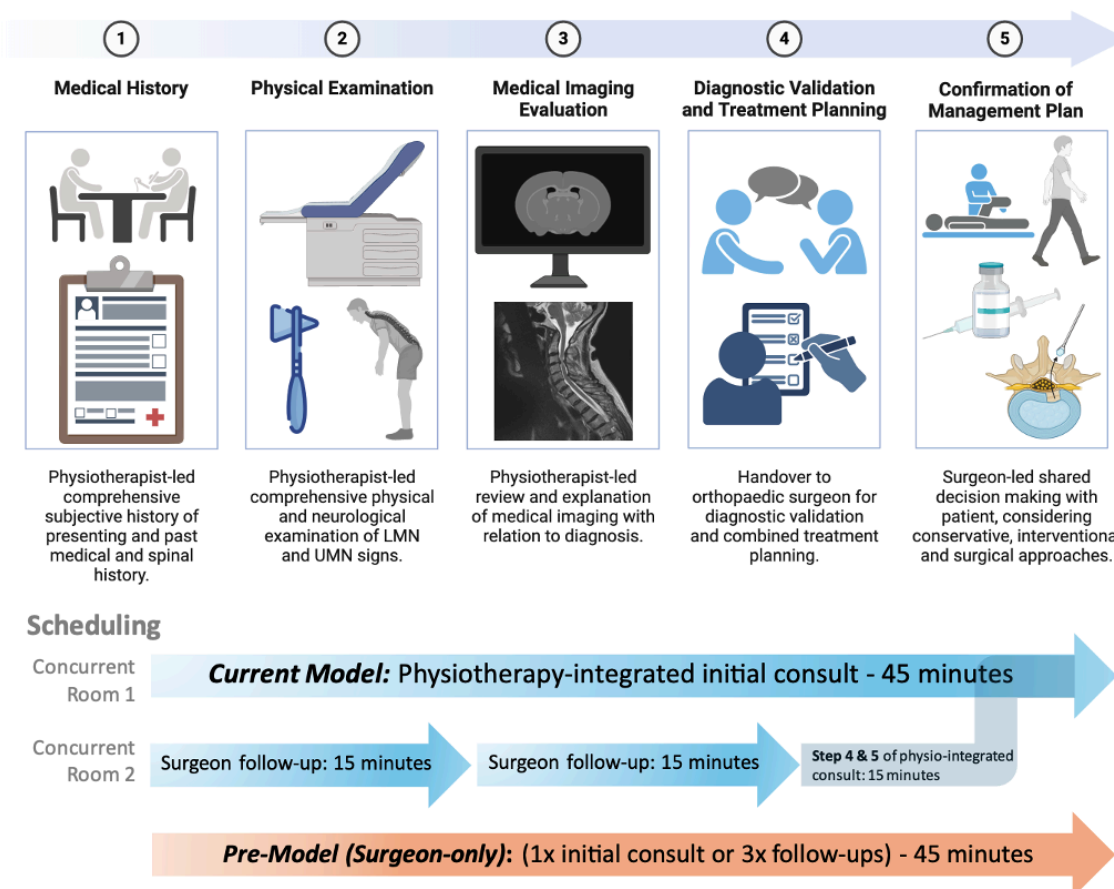 1
2
3
4
5
Medical History
Physical Examination
Medical Imaging
Evaluation
Diagnostic Validation
and Treatment Planning
Confirmation of
Management Plan
Physiotherapist-led
comprehensive
subjective history of
presenting and past
medical and spinal
history.
Physiotherapist-led
comprehensive physical
and neurological
examination of LMN
and UMN signs.
Physiotherapist-led
review and explanation
of medical imaging with
relation to diagnosis.
Handover to
orthopaedic surgeon for
diagnostic validation
and combined treatment
planning.
Surgeon-led shared
decision making with
patient, considering
conservative, interventiona
and surgical approaches.
Scheduling
Concurrent
Room 1
Current Model: Physiotherapy-integrated initial consult - 45 minutes
Concurrent
Room 2
Surgeon follow-up: 15 minutes
Surgeon follow-up: 15 minutes
Step 4 & 5 of physio-integrated
consult: 15 minutes
Pre-Model (Surgeon-only): (1x initial consult or 3x follow-ups) - 45 minutes